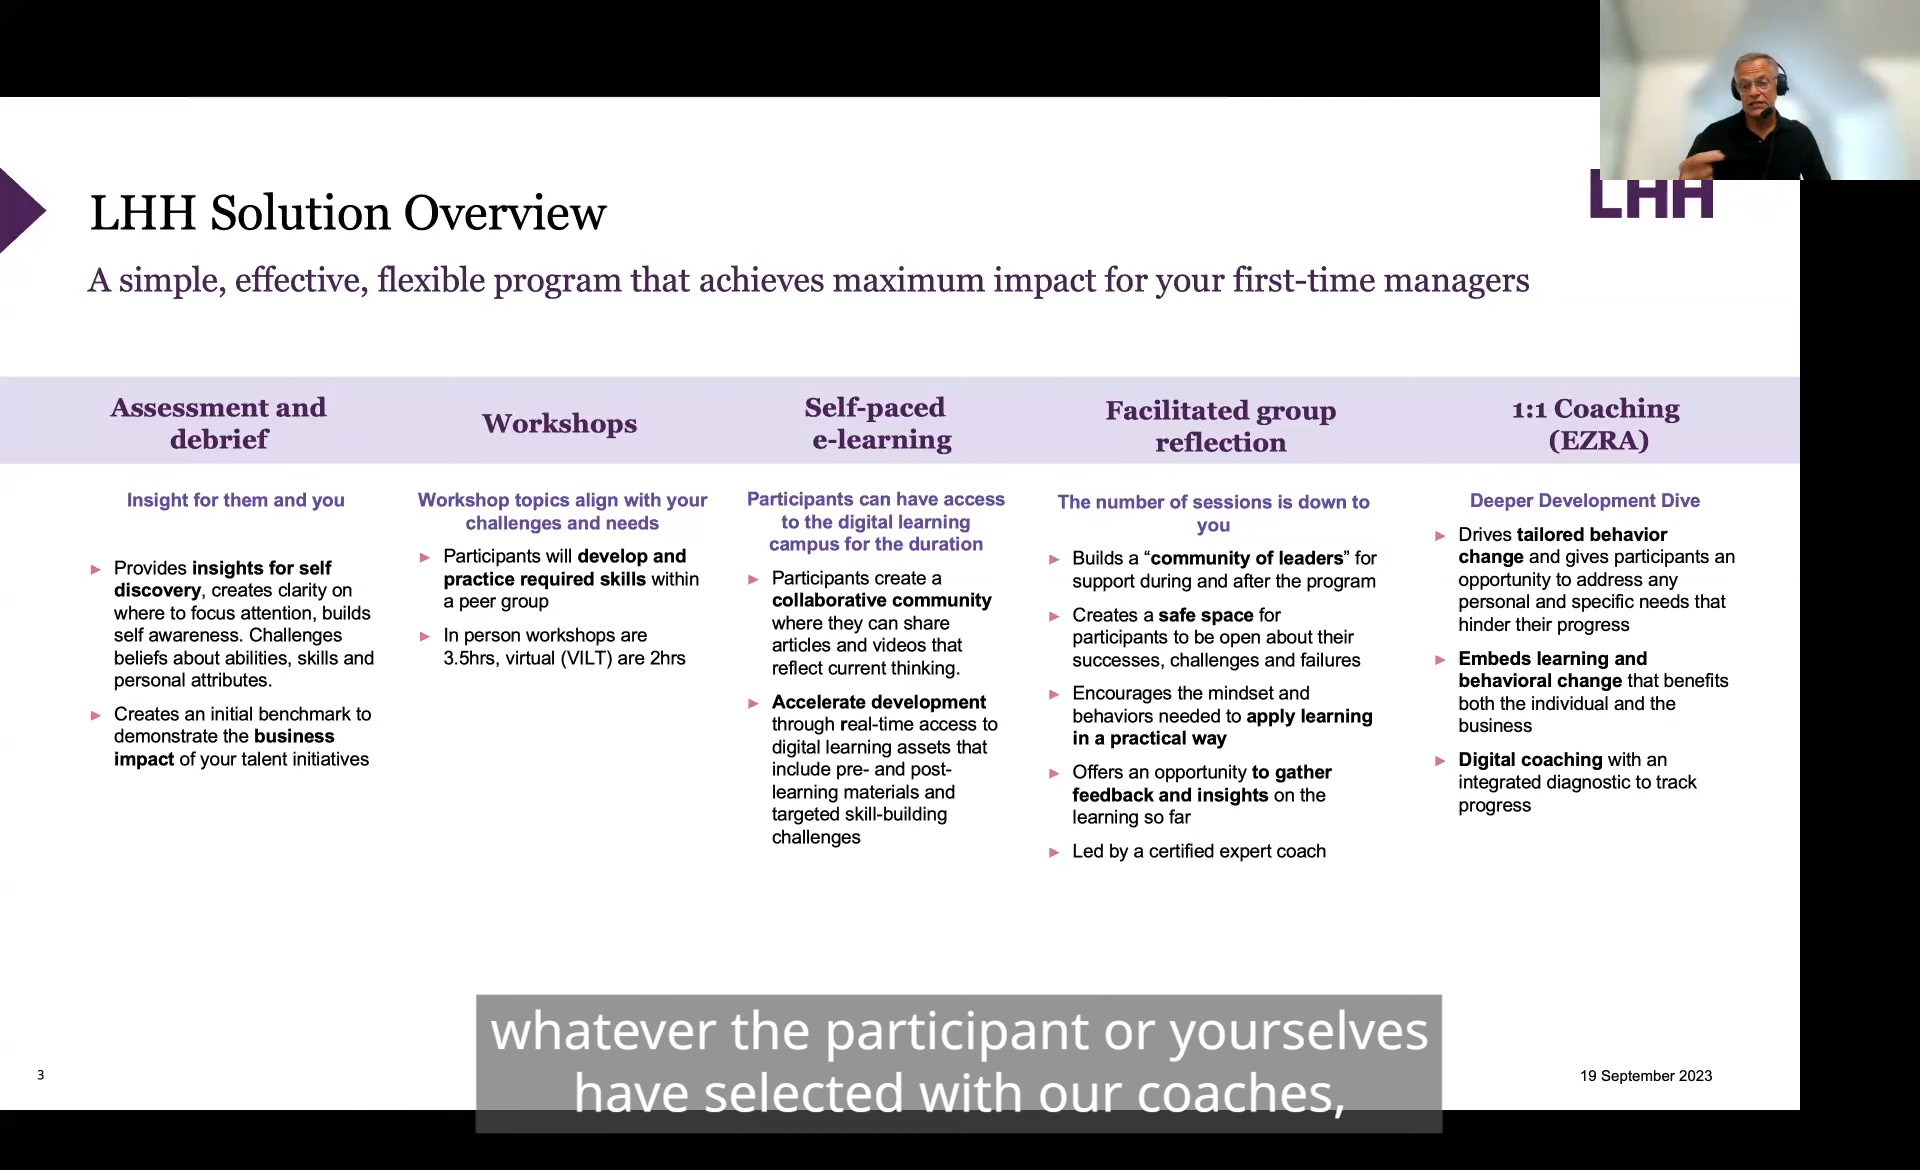 LHH
LHH Solution Overview
A simple, effective, flexible program that achieves maximum impact for your first-time managers
Assessment and
debrief
Insight for them and you
Provides insights for self
discovery, creates clarity on
where to focus attention, builds
self awareness. Challenges
beliefs about abilities, skills and
personal attributes.
Creates an initial benchmark to
demonstrate the business
impact of your talent initiatives
Workshops
Workshop topics align with your
challenges and needs
Participants will develop and
practice required skills within
a peer group
In person workshops are
3.5hrs, virtual (VILT) are 2hrs
Self-paced
e-learning
Participants can have access
to the digital learning
campus for the duration
Participants create a
collaborative community
where they can share
articles and videos that
reflect current thinking.
Accelerate development
through real-time access to
digital learning assets that
include pre- and post-
learning materials and
targeted skill-building
challenges
Facilitated group
reflection
The number of sessions is down to
you
Builds a “community of leaders” for
support during and after the program
Creates a safe space for
participants to be open about their
successes, challenges and failures
Encourages the mindset and
behaviors needed to apply learning
in a practical way
Offers an opportunity to gather
feedback and insights on the
learning so far
Led by a certified expert coach
1:1 Coaching
(EZRA)
Deeper Development Dive
Drives tailored behavior
change and gives participants an
opportunity to address any
personal and specific needs that
hinder their progress
Embeds learning and
behavioral change that benefits
both the individual and the
business
Digital coaching with an
integrated diagnostic to track
progress
whatever the participant or yourselves
have selected with our coaches,
3
19 September 2023